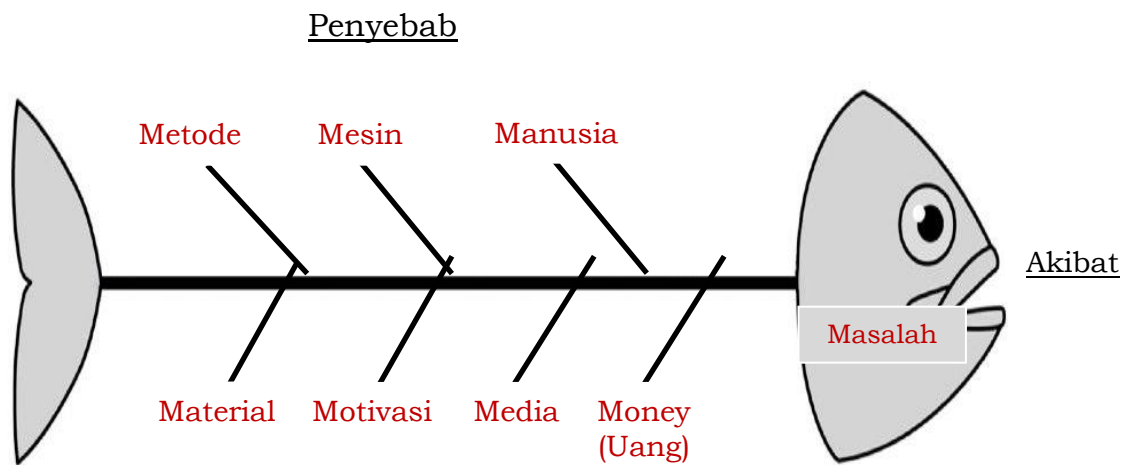 Penyebab
Metode
Mesin
Manusia
Akibat
Masalah
Material
Motivasi
Media
Money
(Uang)